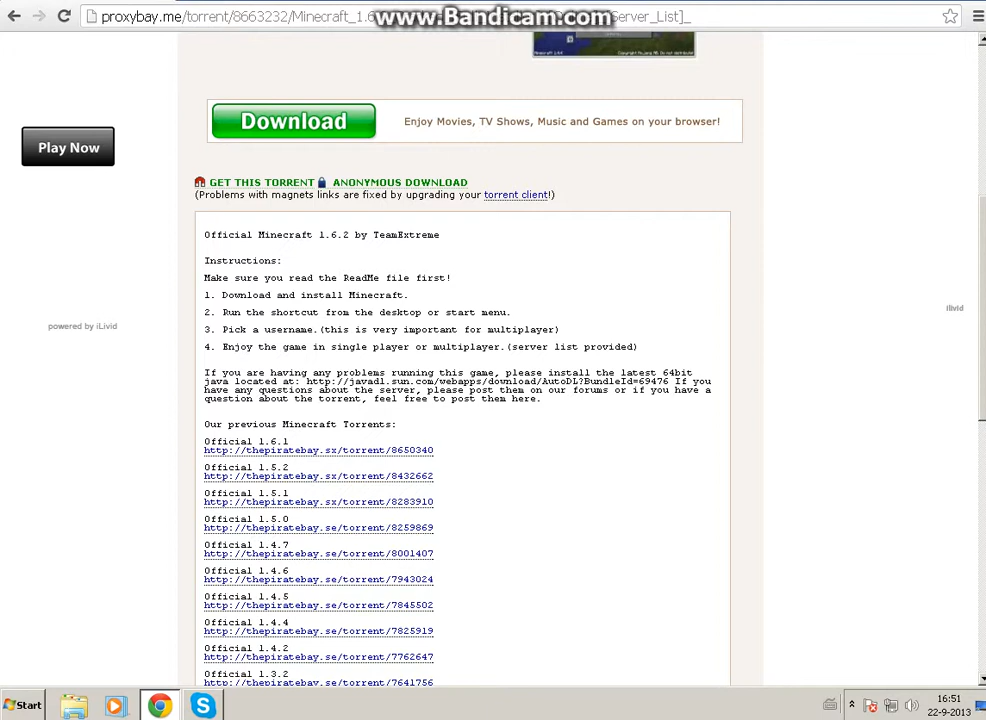 proxybay.me/torrent/8663232/Minecraft_1.6
www.Bandicam.com
Server_List]_
Download
Enjoy Movies, TV Shows, Music and Games on your browser!
Play Now
GET THIS TORRENT ANONYMOUS DOWNLOAD
(Problems with magnets links are fixed by upgrading your torrent client!)
Official Minecraft 1.6.2 by TeamExtreme
Instructions:
Make sure you read the ReadMe file first!
1. Download and install Minecraft.
2. Run the shortcut from the desktop or start menu.
powered by iLivid
ilivid
3. Pick a username.(this is very important for multiplayer)
4. Enjoy the game in single player or multiplayer.(server list provided)
If you are having any problems running this game, please install the latest 64bit
java located at: http://javadl.sun.com/webapps/download/AutoDL?BundleId=69476 If you
have any questions about the server, please post them on our forums or if you have a
question about the torrent, feel free to post them here.
Our previous Minecraft Torrents:
Official 1.6.1
http://thepiratebay.sx/torrent/8650340
Official 1.5.2
http://thepiratebay.sx/torrent/8432662
Official 1.5.1
http://thepiratebay.sx/torrent/8283910
Official 1.5.0
http://thepiratebay.se/torrent/8259869
Official 1.4.7
http://thepiratebay.se/torrent/8001407
Official 1.4.6
http://thepiratebay.se/torrent/7943024
Official 1.4.5
http://thepiratebay.se/torrent/7845502
Official 1.4.4
http://thepiratebay.se/torrent/7825919
Official 1.4.2
http://thepiratebay.se/torrent/7762647
Official 1.3.2
http://thepiratebay.se/torrent/7641756
Start
16:51
22-9-2013